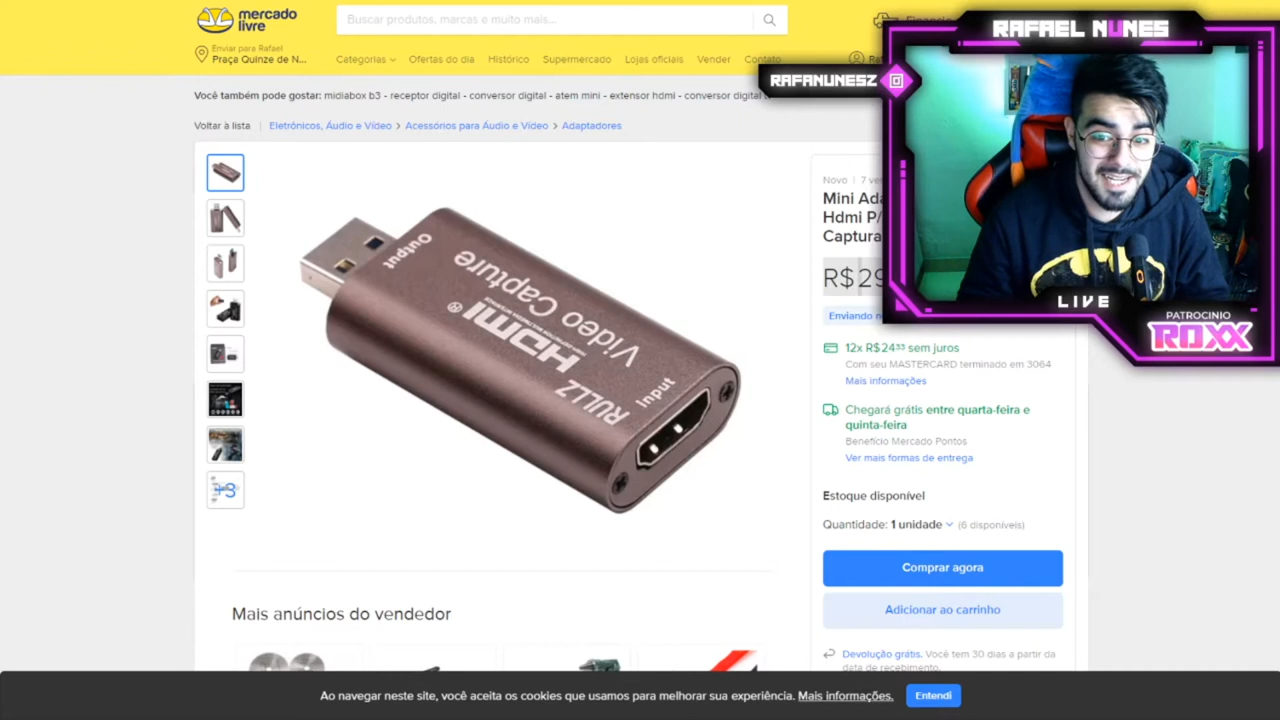 mercado
livre
Buscar produtos, marcas e muito mais...
Enviar para Rafael
Praça Quinze de N...
Categorias
Ofertas do dia
Histórico
Supermercado
Lojas oficiais
Vender
Contato
RAFAEL NUNES
RAFANUNESZ
Você também pode gostar: midiabox b3 - receptor digital - conversor digital - atem mini - extensor hdmi - conversor digital
Voltar à lista
Eletrônicos, Áudio e Vídeo > Acessórios para Áudio e Vídeo > Adaptadores
Output
Video Capture
HDMI
RULLZ
Input
+3
Novo | 7
Mini
Hdmi P/
Captura
R$
LIVE
PATROCINIO
ROXX
12x R$ 24³³ sem juros
Com seu MASTERCARD terminado em 3064
Mais informações
Chegará grátis entre quarta-feira e
quinta-feira
Benefício Mercado Pontos
Ver mais formas de entrega
Estoque disponível
Quantidade: 1 unidade (6 disponíveis)
Comprar agora
Adicionar ao carrinho
Devolução grátis. Você tem 30 dias a partir da
data de recebimento.
Mais anúncios do vendedor
Ao navegar neste site, você aceita os cookies que usamos para melhorar sua experiência. Mais informações.
Entendi